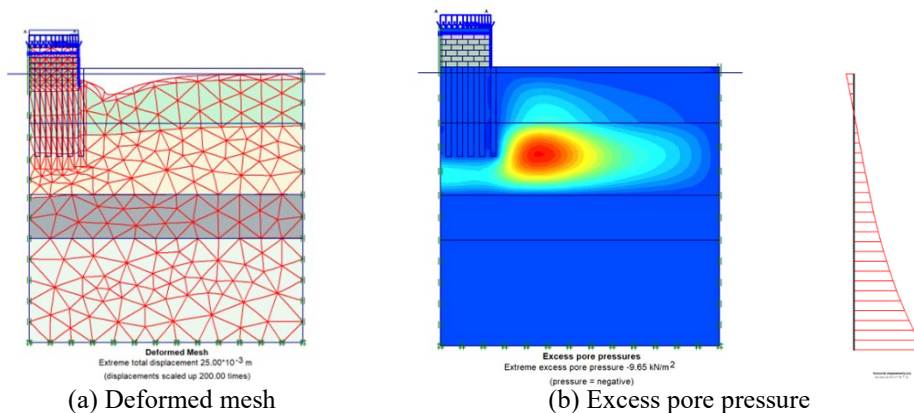 A A
A A
Deformed Mesh
Extreme total displacement 25.00*10-3 m
(displacements scaled up 200.00 times)
Excess pore pressures
Extreme excess pore pressure -9.65 kN/m2
(pressure = negative)
(a) Deformed mesh
(b) Excess pore pressure